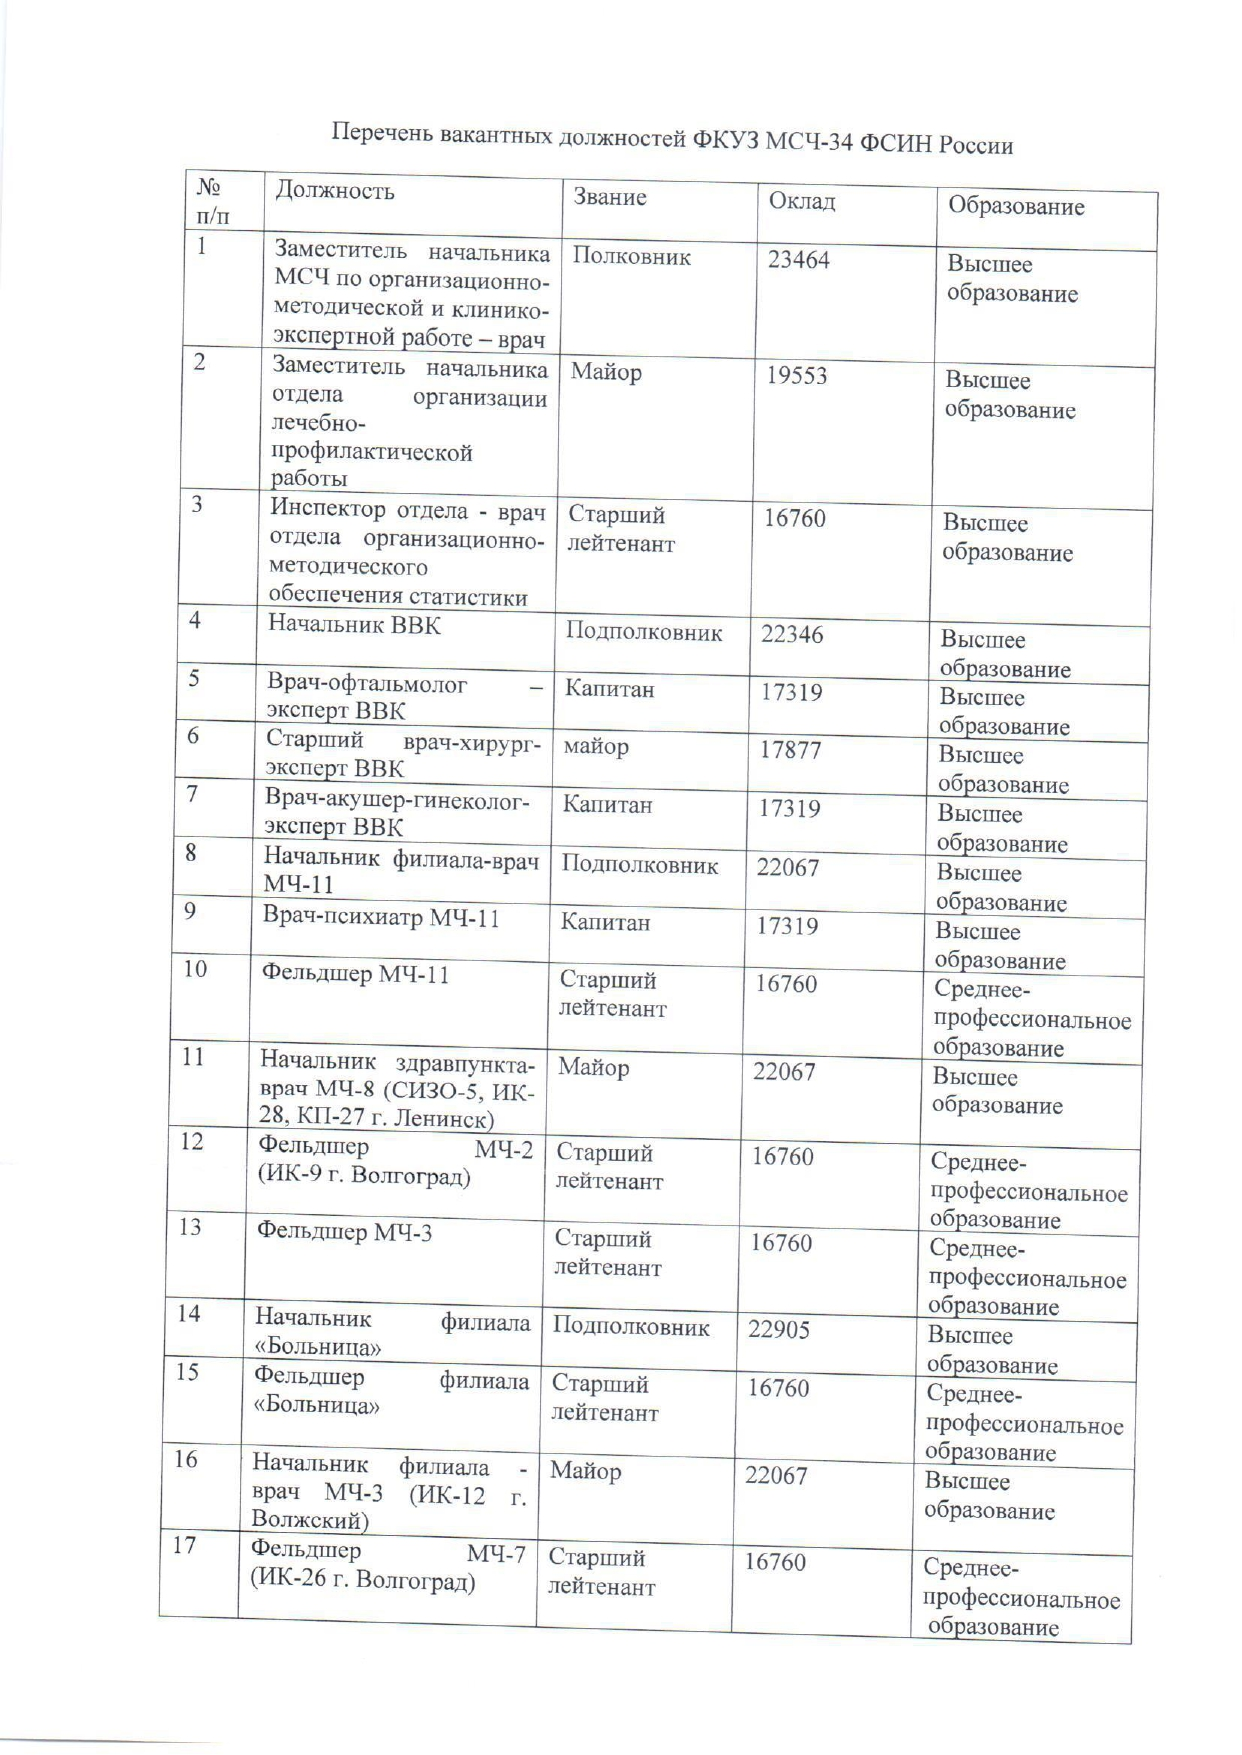 Перечень вакантных должностей ФКУЗ МСЧ-34 ФСИН России
№ п/п Должность Звание Оклад Образование
1 Заместитель начальника МСЧ по организационно-методической и клинико-экспертной работе – врач Полковник 23464 Высшее образование
2 Заместитель начальника отдела организации лечебно-профилактической работы Майор 19553 Высшее образование
3 Инспектор отдела - врач отдела организационно-методического обеспечения статистики Старший лейтенант 16760 Высшее образование
4 Начальник ВВК Подполковник 22346 Высшее образование
5 Врач-офтальмолог – эксперт ВВК Капитан 17319 Высшее образование
6 Старший врач-хирург-эксперт ВВК майор 17877 Высшее образование
7 Врач-акушер-гинеколог-эксперт ВВК Капитан 17319 Высшее образование
8 Начальник филиала-врач МЧ-11 Подполковник 22067 Высшее образование
9 Врач-психиатр МЧ-11 Капитан 17319 Высшее образование
10 Фельдшер МЧ-11 Старший лейтенант 16760 Среднее-профессиональное образование
11 Начальник здравпункта-врач МЧ-8 (СИЗО-5, ИК-28, КП-27 г. Ленинск) Майор 22067 Высшее образование
12 Фельдшер МЧ-2 (ИК-9 г. Волгоград) Старший лейтенант 16760 Среднее-профессиональное образование
13 Фельдшер МЧ-3 Старший лейтенант 16760 Среднее-профессиональное образование
14 Начальник филиала «Больница» Подполковник 22905 Высшее образование
15 Фельдшер филиала «Больница» Старший лейтенант 16760 Среднее-профессиональное образование
16 Начальник филиала - врач МЧ-3 (ИК-12 г. Волжский) Майор 22067 Высшее образование
17 Фельдшер МЧ-7 (ИК-26 г. Волгоград) Старший лейтенант 16760 Среднее-профессиональное образование